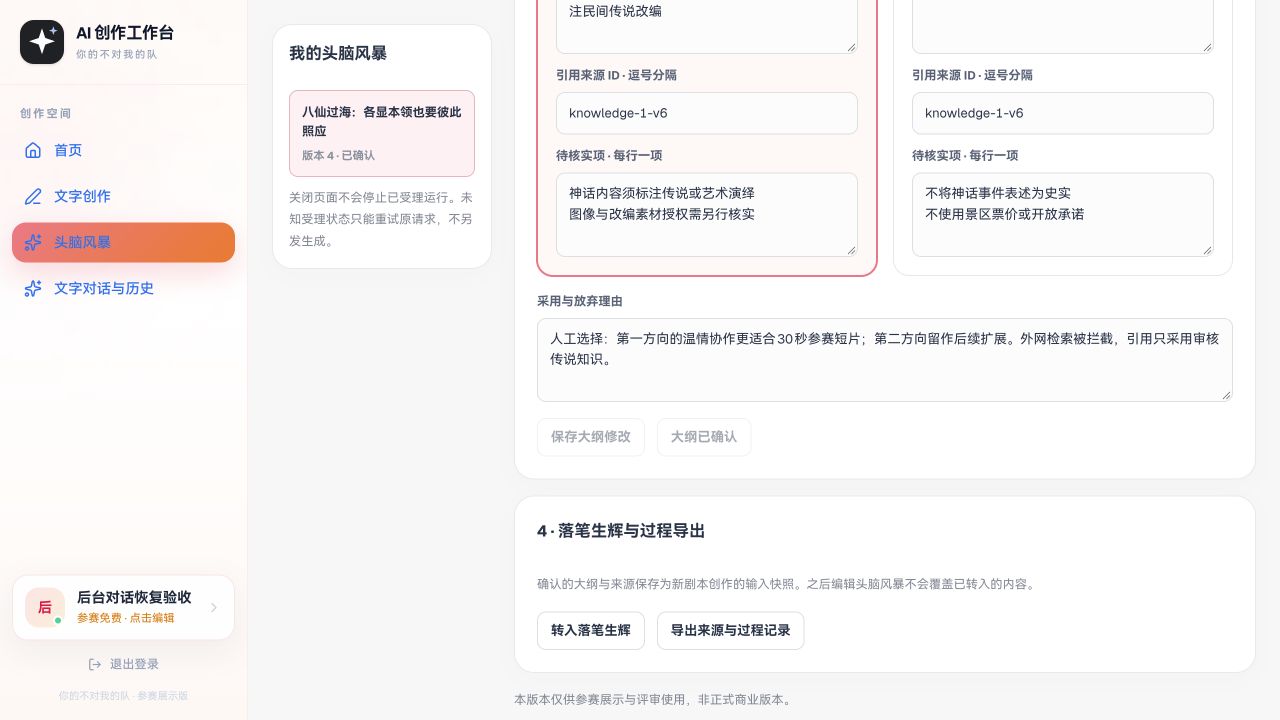 AI 创作工作台
你的不对我的队
创作空间
首页
文字创作
头脑风暴
文字对话与历史
后
后台对话恢复验收
参赛免费 · 点击编辑
退出登录
你的不对我的队 · 参赛展示版
我的头脑风暴
八仙过海：各显本领也要彼此
照应
版本 4 · 已确认
关闭页面不会停止已受理运行。未
知受理状态只能重试原请求，不另
发生成。
注民间传说改编
引用来源 ID · 逗号分隔
knowledge-1-v6
待核实项 · 每行一项
神话内容须标注传说或艺术演绎
图像与改编素材授权需另行核实
引用来源 ID · 逗号分隔
knowledge-1-v6
待核实项 · 每行一项
不将神话事件表述为史实
不使用景区票价或开放承诺
采用与放弃理由
人工选择：第一方向的温情协作更适合30秒参赛短片；第二方向留作后续扩展。外网检索被拦截，引用只采用审核
传说知识。
保存大纲修改
大纲已确认
4 · 落笔生辉与过程导出
确认的大纲与来源保存为新剧本创作的输入快照。之后编辑头脑风暴不会覆盖已转入的内容。
转入落笔生辉
导出来源与过程记录
本版本仅供参赛展示与评审使用，非正式商业版本。